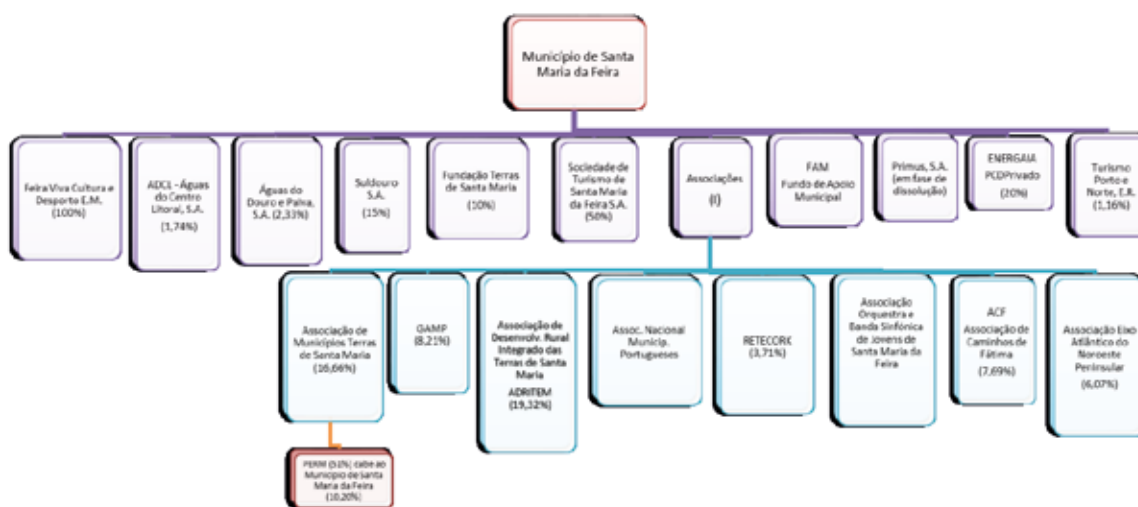 Município de Santa
Maria da Feira
Feira Viva Cultura e
Desporto E.M.
(100%)
ADCL - Águas
do Centro
Litoral, S.A.
(1,74%)
Águas do
Douro e Paiva,
S.A. (2,33%)
Suldouro
S.A.
(15%)
Fundação Terras
de Santa Maria
(10%)
Sociedade de
Turismo de
Santa Maria
da Feira S.A.
(50%)
Associações
(I)
FAM
Fundo de Apoio
Municipal
Primus, S.A.
(em fase de
dissolução)
ENERGAIA
PCDPrivado
(20%)
Turismo
Porto e
Norte, E.R.
(1,16%)
Associação de
Municípios Terras
de Santa Maria
(16,66%)
GAMP
(8,21%)
Associação de
Desenvolv. Rural
Integrado das
Terras de Santa
Maria
ADRITEM
(19,32%)
Assoc. Nacional
Municip.
Portugueses
RETECORK
(3,71%)
Associação
Orquestra e
Banda Sinfónica
de Jovens de
Santa Maria da
Feira
ACF
Associação de
Caminhos de
Fátima
(7,69%)
Associação Eixo
Atlântico do
Noroeste
Peninsular
(6,07%)
PERM (51%) cabe ao
Município de Santa
Maria da Feira
(10,20%)